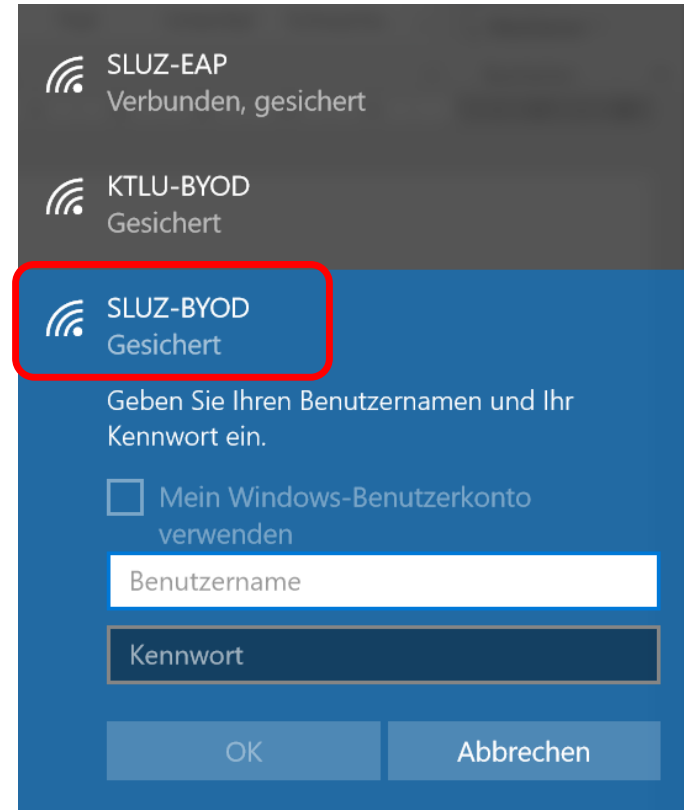 SLUZ-EAP
Verbunden, gesichert
KTLU-BYOD
Gesichert
SLUZ-BYOD
Gesichert
Geben Sie Ihren Benutzernamen und Ihr
Kennwort ein.
Mein Windows-Benutzerkonto
verwenden
Benutzername
Kennwort
OK
Abbrechen